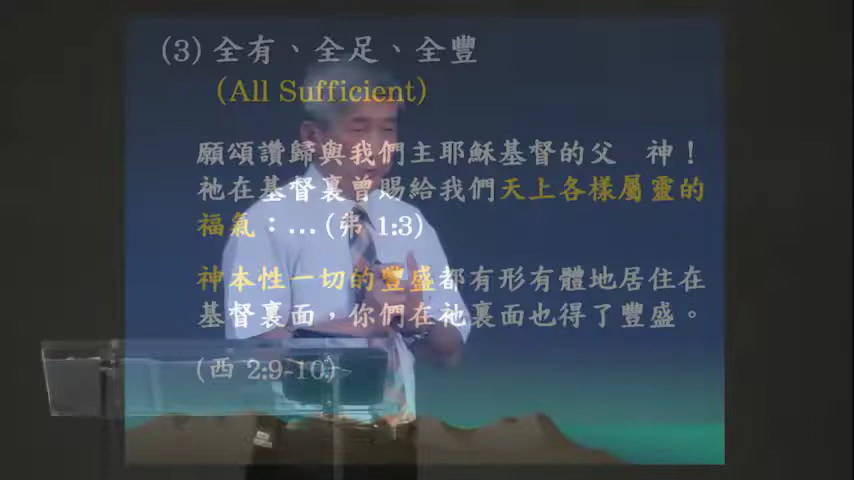 (3) 全有、全足、全豐
(All Sufficient)
願頌讚歸與我們主耶穌基督的父　神！
祂在基督裏曾賜給我們天上各樣屬靈的
福氣：...(弗 1:3)
神本性一切的豐盛都有形有體地居住在
基督裏面，你們在祂裏面也得了豐盛。
(西 2:9-10)